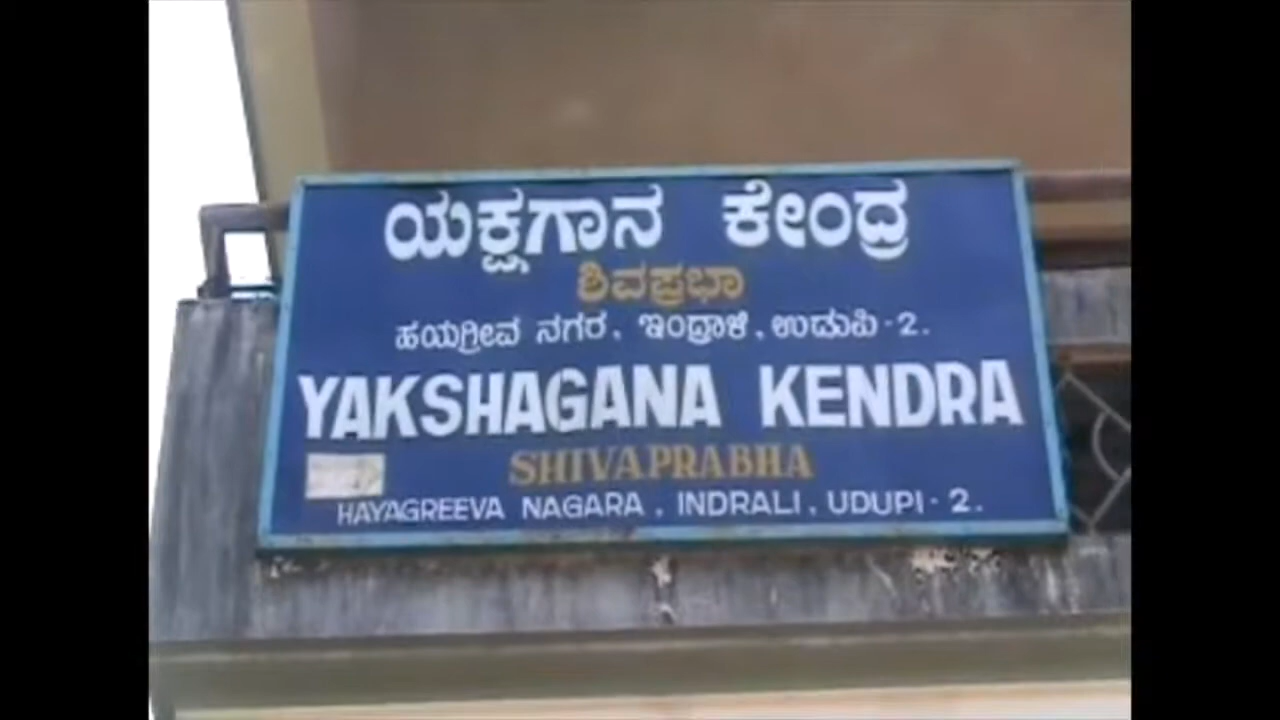 ಯಕ್ಷಗಾನ ಕೇಂದ್ರ
ಶಿವಪ್ರಭಾ
ಹಯಗ್ರೀವ ನಗರ, ಇಂದ್ರಾಳಿ, ಉಡುಪಿ - 2.
YAKSHAGANA KENDRA
SHIVAPRABHA
HAYAGREEVA NAGARA, INDRALI, UDUPI - 2.